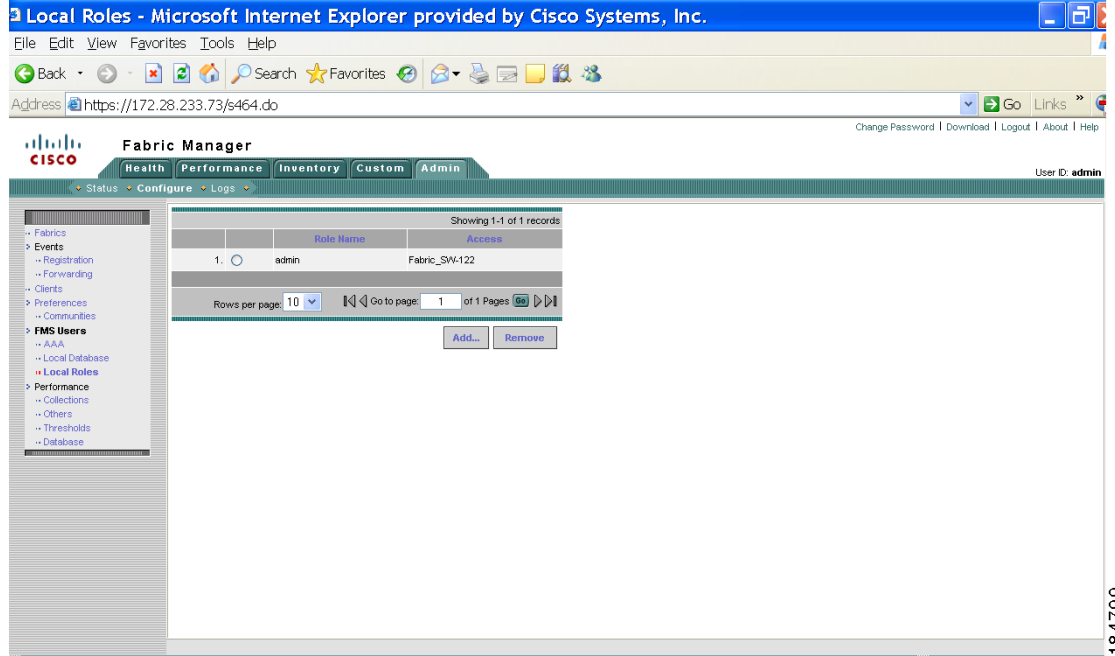 Local Roles - Microsoft Internet Explorer provided by Cisco Systems, Inc.
File Edit View Favorites Tools Help
Back Search Favorites
Address https://172.28.233.73/s464.do Go Links »
Change Password | Download | Logout | About | Help
CISCO Fabric Manager
Health Performance Inventory Custom Admin
User ID: admin
Status Configure Logs
Showing 1-1 of 1 records
Role Name Access
1. admin Fabric_SW-122
Rows per page: 10 Go to page: 1 of 1 Pages Go
Add... Remove
Fabrics
Events
Registration
Forwarding
Clients
Preferences
Communities
FMS Users
AAA
Local Database
Local Roles
Performance
Collections
Others
Thresholds
Database